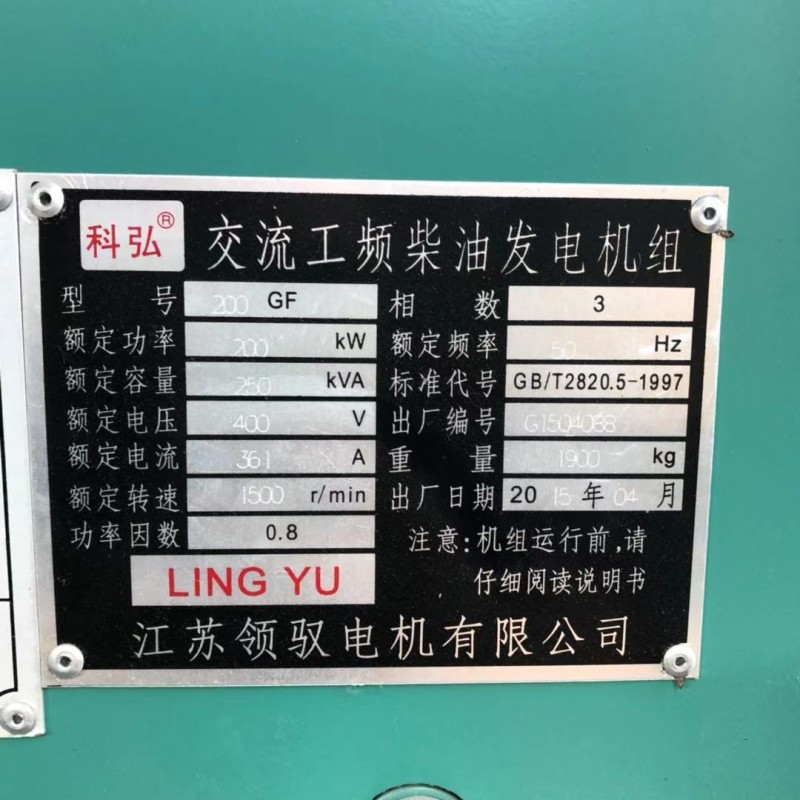 科弘® 交流工频柴油发电机组
型号 200 GF 相数 3
额定功率 200 kW 额定频率 50 Hz
额定容量 250 kVA 标准代号 GB/T2820.5-1997
额定电压 400 V 出厂编号 G1504088
额定电流 361 A 重量 1900 kg
额定转速 1500 r/min 出厂日期 2015年04月
功率因数 0.8 注意:机组运行前,请
LING YU 仔细阅读说明书
江苏领驭电机有限公司